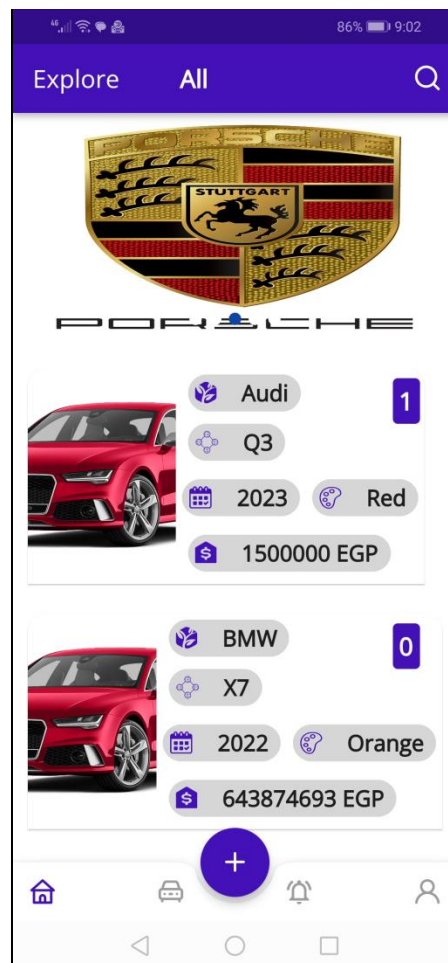 46 86% 9:02
Explore All
PORSCHE
STUTTGART
PORSCHE
Audi 1
Q3
2023 Red
1500000 EGP
BMW 0
X7
2022 Orange
643874693 EGP
+